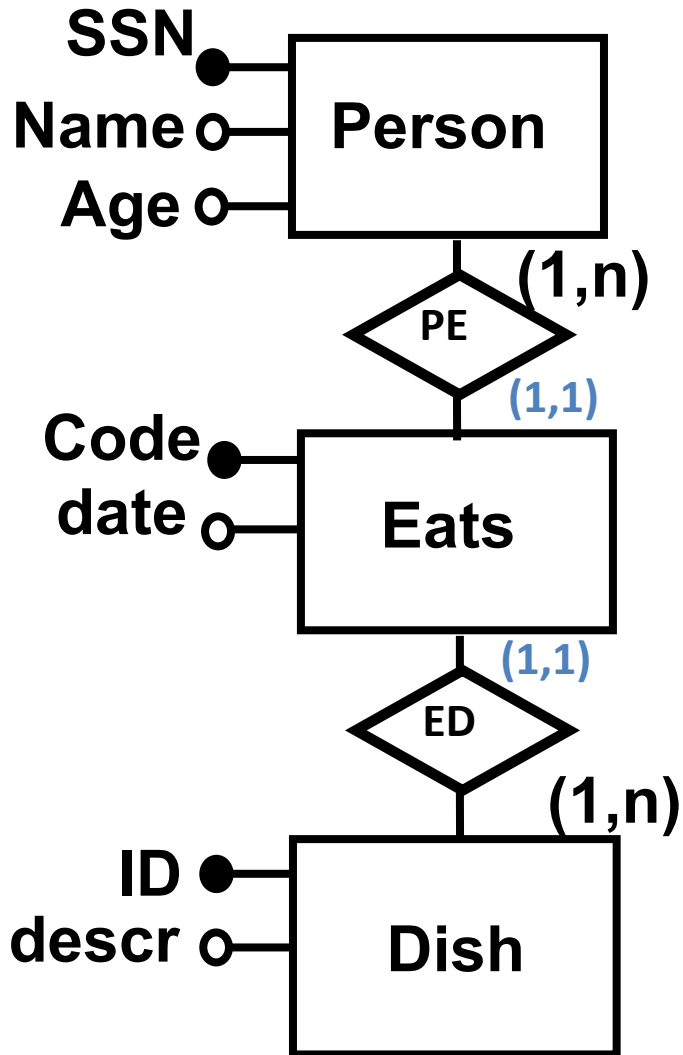 SSN
Name
Age
Person
(1,n)
PE
(1,1)
Code
date
Eats
(1,1)
ED
(1,n)
ID
descr
Dish